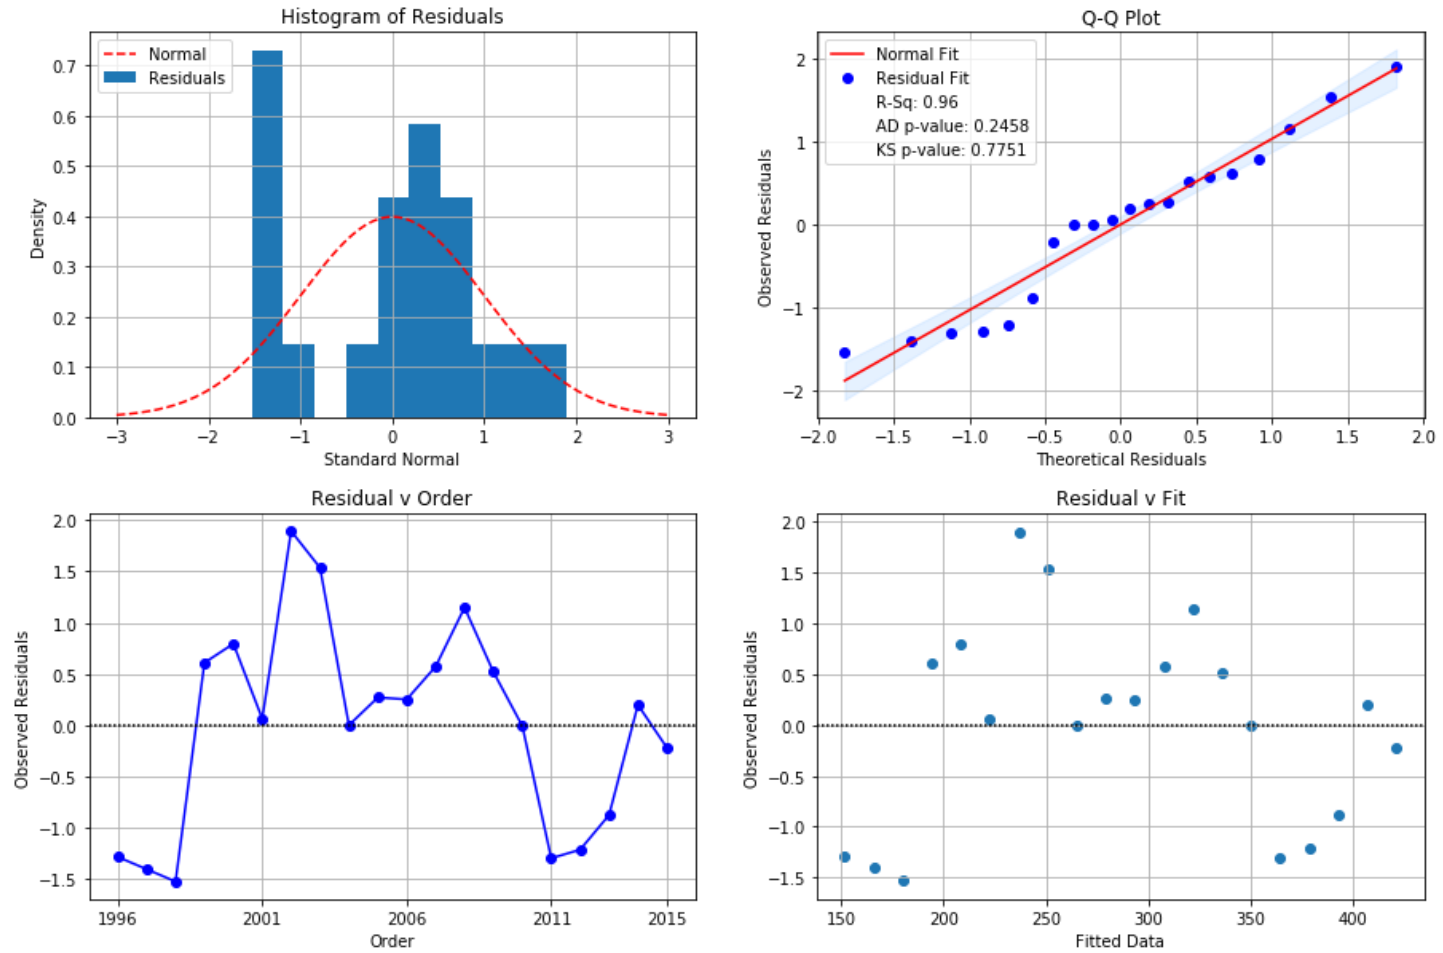 Histogram of Residuals
Normal
Residuals
0.7
0.6
0.5
0.4
0.3
0.2
0.1
0.0
Density
−3 −2 −1 0 1 2 3
Standard Normal
Q-Q Plot
Normal Fit
Residual Fit
R-Sq: 0.96
AD p-value: 0.2458
KS p-value: 0.7751
2
1
0
−1
−2
Observed Residuals
−2.0 −1.5 −1.0 −0.5 0.0 0.5 1.0 1.5 2.0
Theoretical Residuals
Residual v Order
2.0
1.5
1.0
0.5
0.0
−0.5
−1.0
−1.5
Observed Residuals
1996 2001 2006 2011 2015
Order
Residual v Fit
2.0
1.5
1.0
0.5
0.0
−0.5
−1.0
−1.5
Observed Residuals
150 200 250 300 350 400
Fitted Data